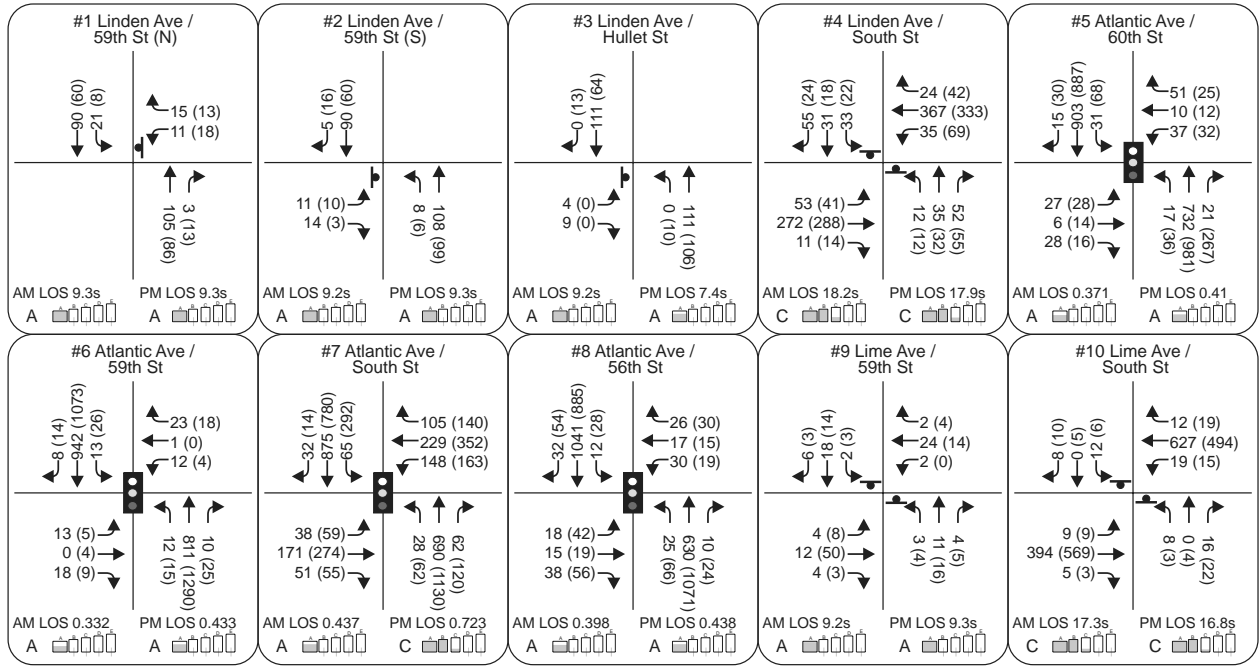 #1 Linden Ave /
59th St (N)
90 (60)
21 (8)
15 (13)
11 (18)
105 (86)
3 (13)
AM LOS 9.3s
PM LOS 9.3s
A
A B C D E
A
A B C D E
#2 Linden Ave /
59th St (S)
5 (16)
90 (60)
11 (10)
14 (3)
8 (6)
108 (99)
AM LOS 9.2s
PM LOS 9.3s
A
A B C D E
A
A B C D E
#3 Linden Ave /
Hullet St
0 (13)
111 (64)
4 (0)
9 (0)
0 (10)
111 (106)
AM LOS 9.2s
PM LOS 7.4s
A
A B C D E
A
A B C D E
#4 Linden Ave /
South St
55 (24)
31 (18)
33 (22)
24 (42)
367 (333)
35 (69)
53 (41)
272 (288)
11 (14)
12 (12)
35 (32)
52 (55)
AM LOS 18.2s
PM LOS 17.9s
C
A B C D E
C
A B C D E
#5 Atlantic Ave /
60th St
15 (30)
903 (887)
31 (68)
51 (25)
10 (12)
37 (32)
27 (28)
6 (14)
28 (16)
17 (36)
732 (981)
21 (267)
AM LOS 0.371
PM LOS 0.41
A
A B C D E
A
A B C D E
#6 Atlantic Ave /
59th St
8 (14)
942 (1073)
13 (26)
23 (18)
1 (0)
12 (4)
13 (5)
0 (4)
18 (9)
12 (15)
811 (1290)
10 (25)
AM LOS 0.332
PM LOS 0.433
A
A B C D E
A
A B C D E
#7 Atlantic Ave /
South St
32 (14)
875 (780)
65 (292)
105 (140)
229 (352)
148 (163)
38 (59)
171 (274)
51 (55)
28 (62)
690 (1130)
62 (120)
AM LOS 0.437
PM LOS 0.723
A
A B C D E
C
A B C D E
#8 Atlantic Ave /
56th St
32 (54)
1041 (885)
12 (28)
26 (30)
17 (15)
30 (19)
18 (42)
15 (19)
38 (56)
25 (66)
630 (1071)
10 (24)
AM LOS 0.398
PM LOS 0.438
A
A B C D E
A
A B C D E
#9 Lime Ave /
59th St
6 (3)
18 (14)
2 (3)
2 (4)
24 (14)
2 (0)
4 (8)
12 (50)
4 (3)
3 (4)
11 (16)
4 (5)
AM LOS 9.2s
PM LOS 9.3s
A
A B C D E
A
A B C D E
#10 Lime Ave /
South St
8 (10)
0 (5)
12 (6)
12 (19)
627 (494)
19 (15)
9 (9)
394 (569)
5 (3)
8 (3)
0 (4)
16 (22)
AM LOS 17.3s
PM LOS 16.8s
C
A B C D E
C
A B C D E